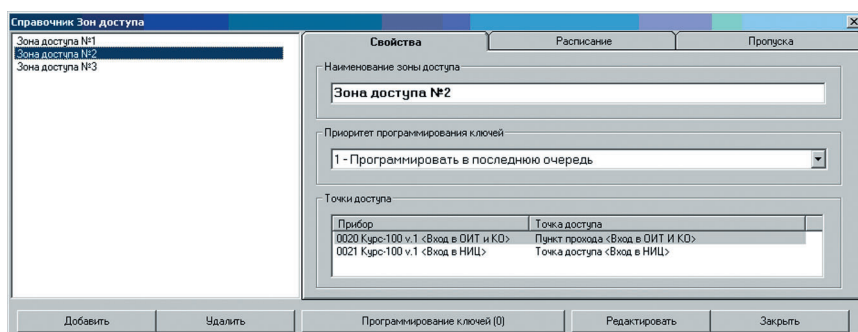 Справочник Зон доступа
Зона доступа №1
Зона доступа №2
Зона доступа №3
Свойства
Расписание
Пропуска
Наименование зоны доступа
Зона доступа №2
Приоритет программирования ключей
1 - Программировать в последнюю очередь
Точки доступа
Прибор Точка доступа
0020 Курс-100 v.1 <Вход в ОИТ и КО> Пункт прохода <Вход в ОИТ И КО>
0021 Курс-100 v.1 <Вход в НИЦ> Точка доступа <Вход в НИЦ>
Добавить
Удалить
Программирование ключей (0)
Редактировать
Закрыть